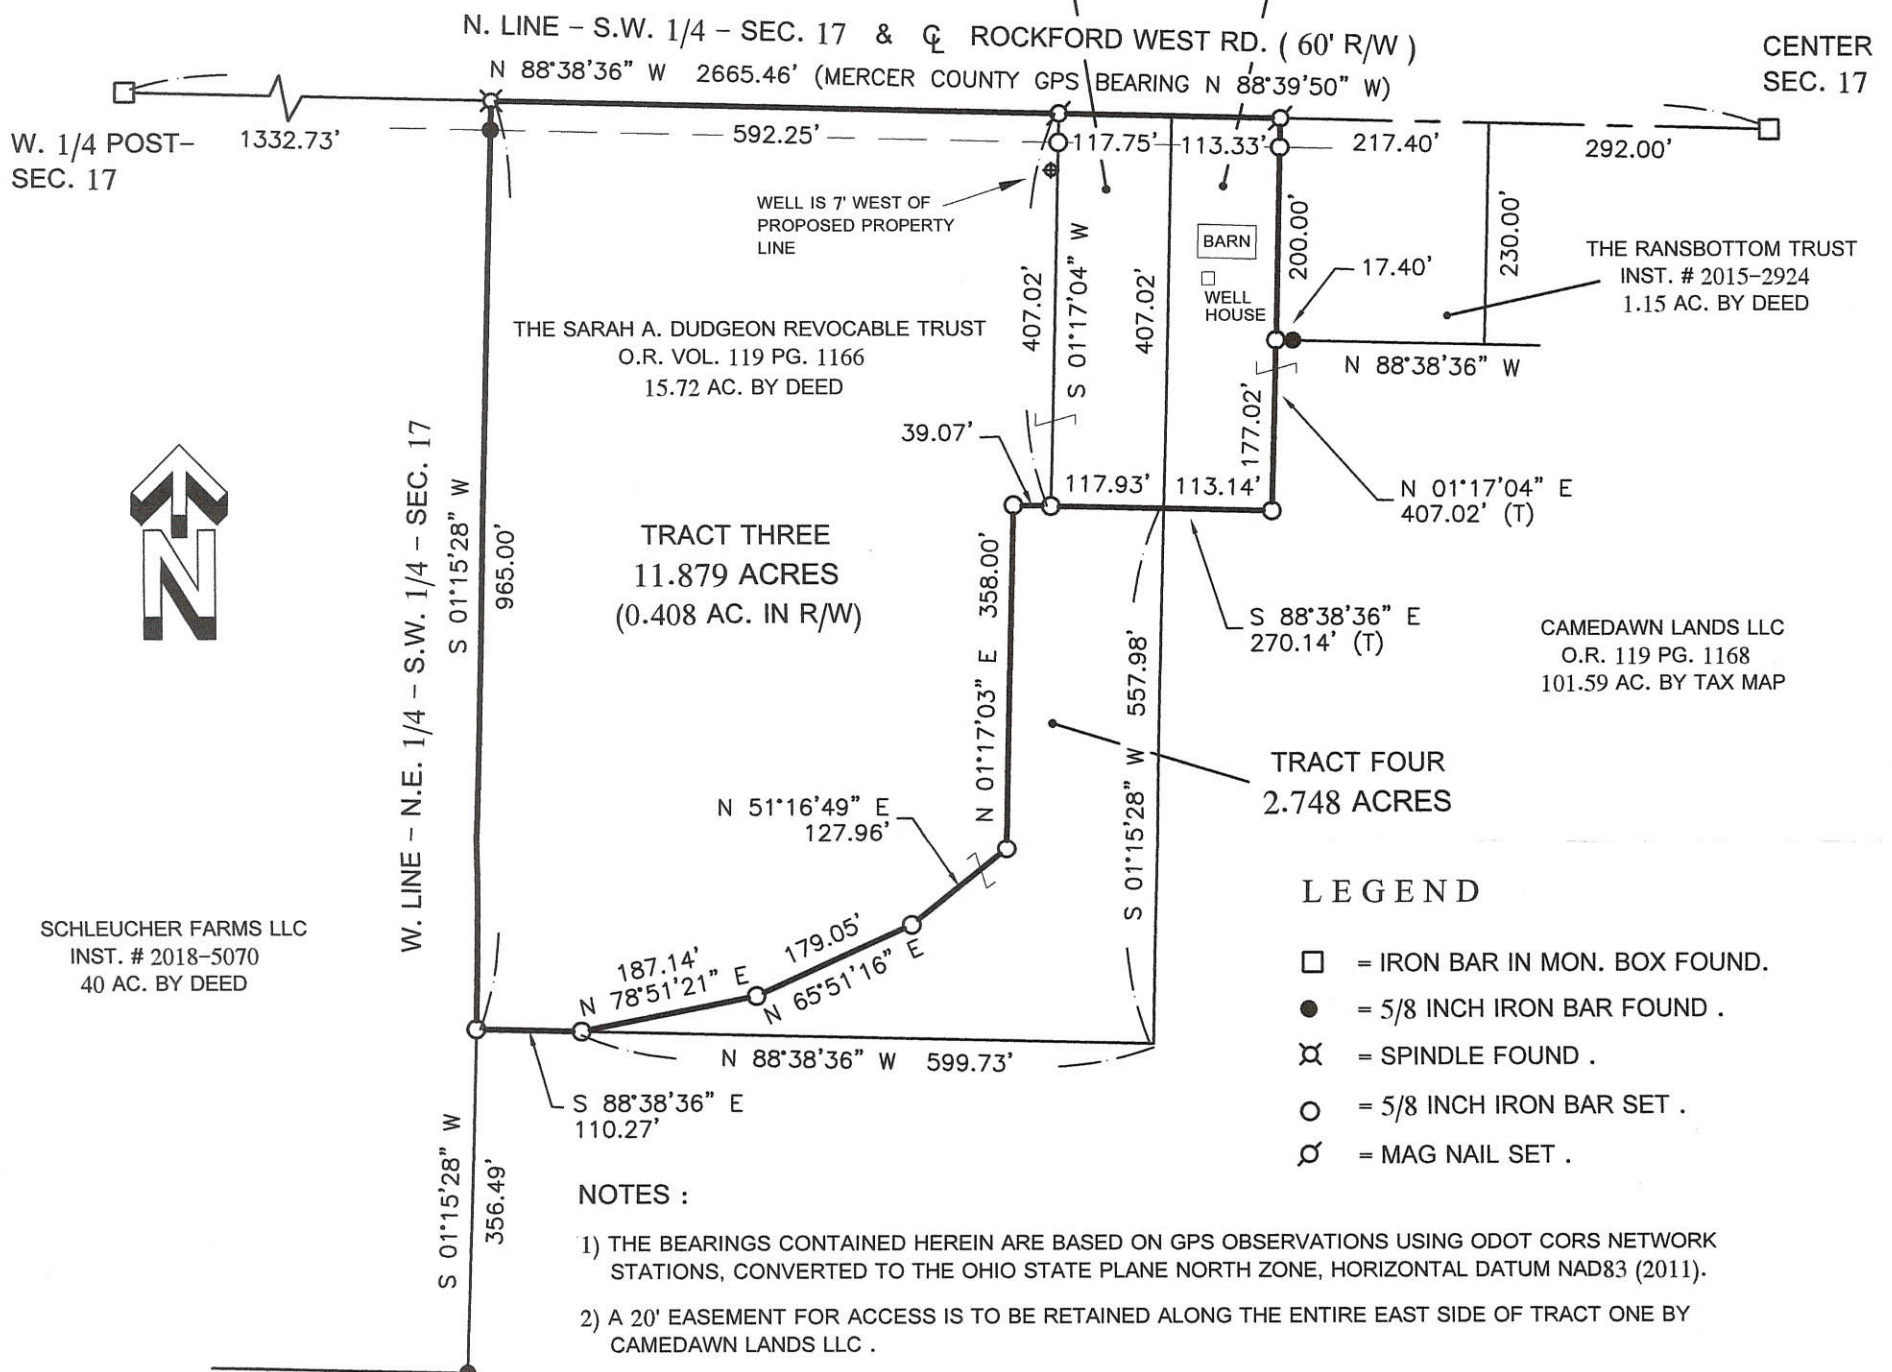 N. LINE – S.W. 1/4 – SEC. 17 & ℄ ROCKFORD WEST RD. ( 60' R/W )
N 88°38'36" W 2665.46' (MERCER COUNTY GPS BEARING N 88°39'50" W)
CENTER
SEC. 17
W. 1/4 POST–
SEC. 17
1332.73'
592.25'
117.75'
113.33'
217.40'
292.00'
WELL IS 7' WEST OF
PROPOSED PROPERTY
LINE
407.02'
S 01°17'04" W
407.02'
BARN
WELL
HOUSE
200.00'
17.40'
230.00'
THE RANSBOTTOM TRUST
INST. # 2015–2924
1.15 AC. BY DEED
N 88°38'36" W
THE SARAH A. DUDGEON REVOCABLE TRUST
O.R. VOL. 119 PG. 1166
15.72 AC. BY DEED
39.07'
117.93'
113.14'
177.02'
N 01°17'04" E
407.02' (T)
N
W. LINE – N.E. 1/4 – S.W. 1/4 – SEC. 17
S 01°15'28" W
965.00'
TRACT THREE
11.879 ACRES
(0.408 AC. IN R/W)
N 01°17'03" E 358.00'
S 88°38'36" E
270.14' (T)
S 01°15'28" W 557.98'
CAMEDAWN LANDS LLC
O.R. 119 PG. 1168
101.59 AC. BY TAX MAP
TRACT FOUR
2.748 ACRES
N 51°16'49" E
127.96'
179.05'
N 65°51'16" E
187.14'
N 78°51'21" E
N 88°38'36" W 599.73'
S 88°38'36" E
110.27'
SCHLEUCHER FARMS LLC
INST. # 2018–5070
40 AC. BY DEED
S 01°15'28" W
356.49'
LEGEND
= IRON BAR IN MON. BOX FOUND.
= 5/8 INCH IRON BAR FOUND .
= SPINDLE FOUND .
= 5/8 INCH IRON BAR SET .
= MAG NAIL SET .
NOTES :
1) THE BEARINGS CONTAINED HEREIN ARE BASED ON GPS OBSERVATIONS USING ODOT CORS NETWORK
STATIONS, CONVERTED TO THE OHIO STATE PLANE NORTH ZONE, HORIZONTAL DATUM NAD83 (2011).
2) A 20' EASEMENT FOR ACCESS IS TO BE RETAINED ALONG THE ENTIRE EAST SIDE OF TRACT ONE BY
CAMEDAWN LANDS LLC .